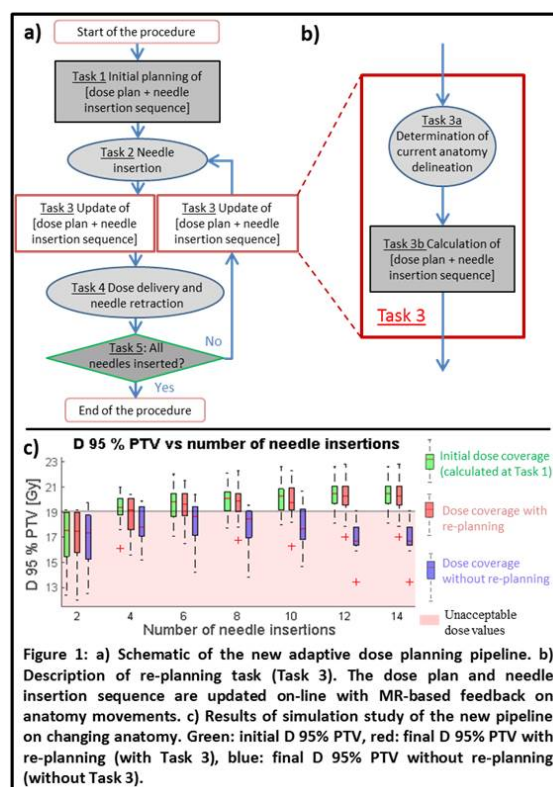 a)
Start of the procedure
Task 1 Initial planning of
[dose plan + needle
insertion sequence]
Task 2 Needle
insertion
Task 3 Update of
[dose plan + needle
insertion sequence]
Task 3 Update of
[dose plan + needle
insertion sequence]
Task 4 Dose delivery and
needle retraction
Task 5: All
needles inserted?
No
Yes
End of the procedure
b)
Task 3a
Determination of
current anatomy
delineation
Task 3b Calculation of
[dose plan + needle
insertion sequence]
Task 3
c)
D 95 % PTV vs number of needle insertions
D 95 % PTV [Gy]
23
21
19
17
15
13
2
4
6
8
10
12
14
Number of needle insertions
Initial dose coverage
(calculated at Task 1)
Dose coverage with
re-planning
Dose coverage
without re-planning
Unacceptable
dose values
Figure 1: a) Schematic of the new adaptive dose planning pipeline. b)
Description of re-planning task (Task 3). The dose plan and needle
insertion sequence are updated on-line with MR-based feedback on
anatomy movements. c) Results of simulation study of the new pipeline
on changing anatomy. Green: initial D 95% PTV, red: final D 95% PTV with
re-planning (with Task 3), blue: final D 95% PTV without re-planning
(without Task 3).